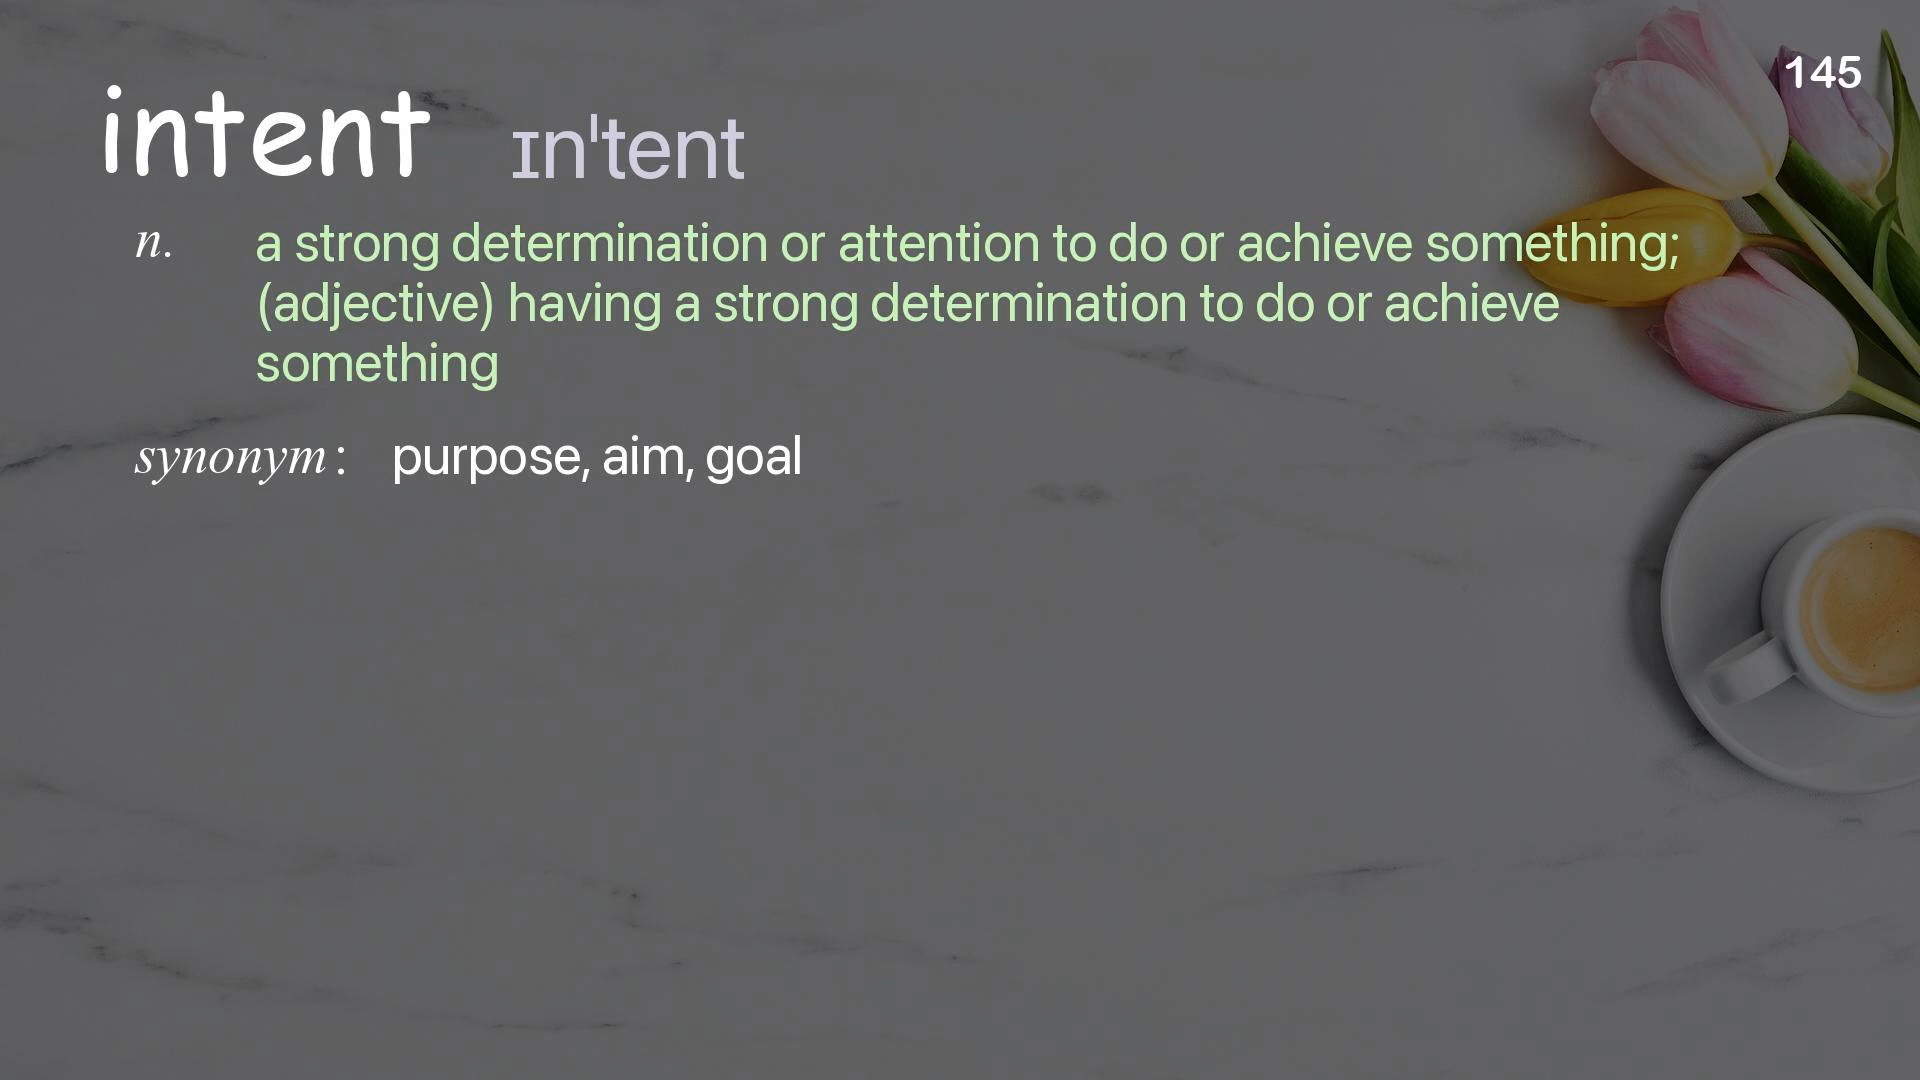 145
intent ɪnˈtent
n. a strong determination or attention to do or achieve something;
(adjective) having a strong determination to do or achieve
something
synonym: purpose, aim, goal